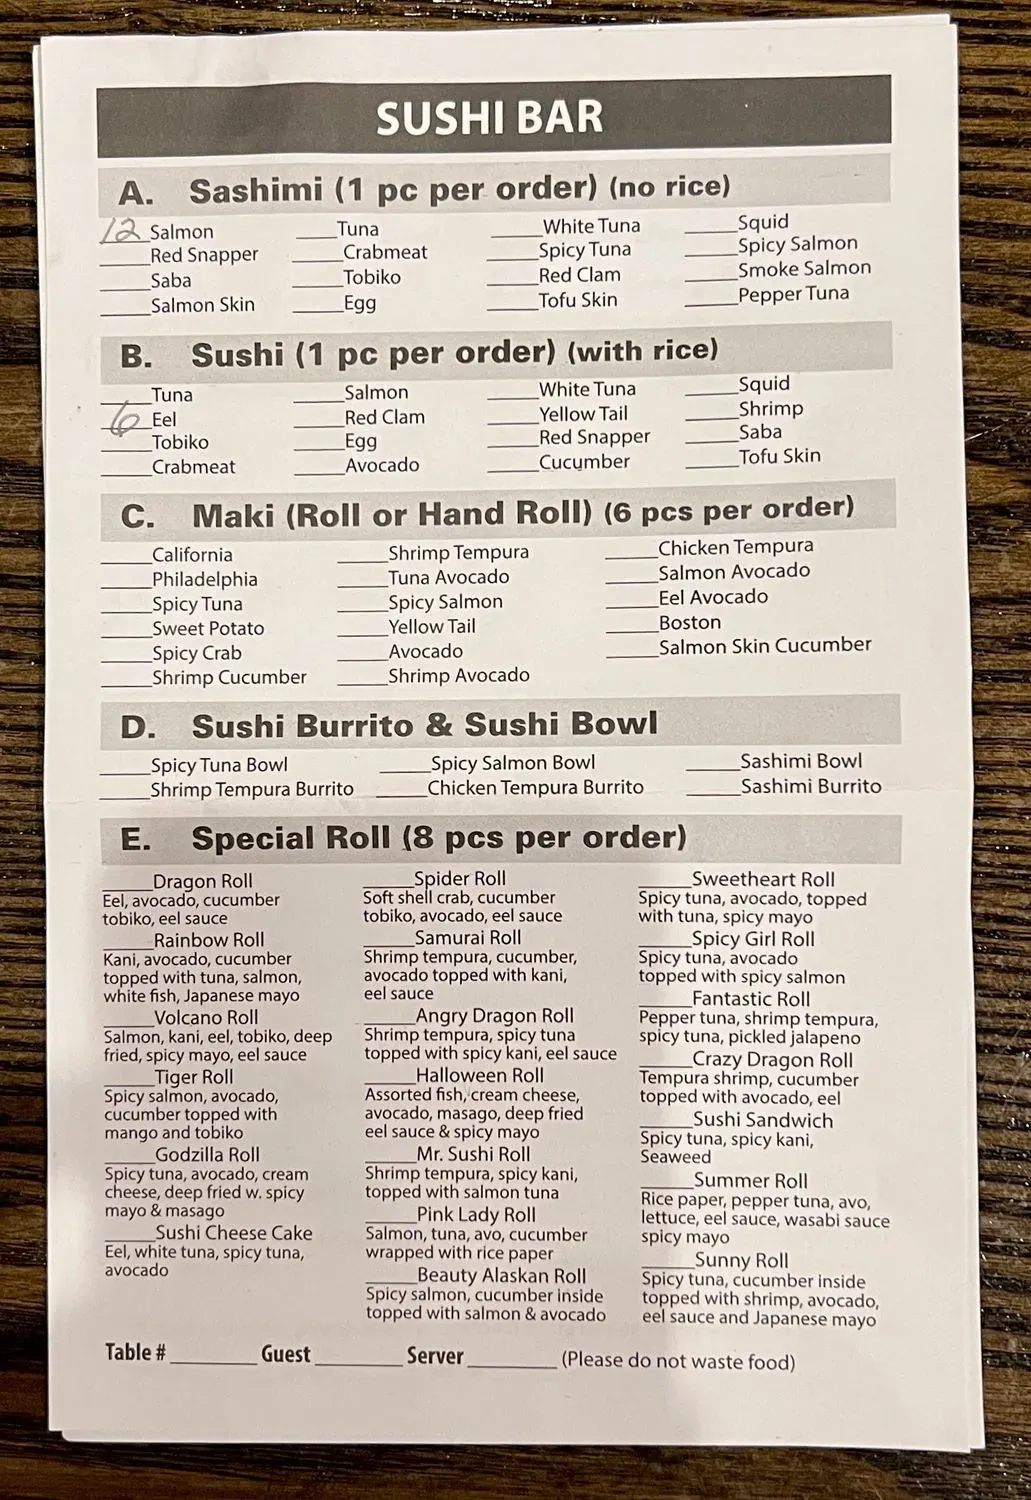 SUSHI BAR
A. Sashimi (1 pc per order) (no rice)
12 Salmon ____Tuna ____White Tuna ____Squid
____Red Snapper ____Crabmeat ____Spicy Tuna ____Spicy Salmon
____Saba ____Tobiko ____Red Clam ____Smoke Salmon
____Salmon Skin ____Egg ____Tofu Skin ____Pepper Tuna
B. Sushi (1 pc per order) (with rice)
____Tuna ____Salmon ____White Tuna ____Squid
6 Eel ____Red Clam ____Yellow Tail ____Shrimp
____Tobiko ____Egg ____Red Snapper ____Saba
____Crabmeat ____Avocado ____Cucumber ____Tofu Skin
C. Maki (Roll or Hand Roll) (6 pcs per order)
____California ____Shrimp Tempura ____Chicken Tempura
____Philadelphia ____Tuna Avocado ____Salmon Avocado
____Spicy Tuna ____Spicy Salmon ____Eel Avocado
____Sweet Potato ____Yellow Tail ____Boston
____Spicy Crab ____Avocado ____Salmon Skin Cucumber
____Shrimp Cucumber ____Shrimp Avocado
D. Sushi Burrito & Sushi Bowl
____Spicy Tuna Bowl ____Spicy Salmon Bowl ____Sashimi Bowl
____Shrimp Tempura Burrito ____Chicken Tempura Burrito ____Sashimi Burrito
E. Special Roll (8 pcs per order)
____Dragon Roll
Eel, avocado, cucumber
tobiko, eel sauce
____Rainbow Roll
Kani, avocado, cucumber
topped with tuna, salmon,
white fish, Japanese mayo
____Volcano Roll
Salmon, kani, eel, tobiko, deep
fried, spicy mayo, eel sauce
____Tiger Roll
Spicy salmon, avocado,
cucumber topped with
mango and tobiko
____Godzilla Roll
Spicy tuna, avocado, cream
cheese, deep fried w. spicy
mayo & masago
____Sushi Cheese Cake
Eel, white tuna, spicy tuna,
avocado
____Spider Roll
Soft shell crab, cucumber
tobiko, avocado, eel sauce
____Samurai Roll
Shrimp tempura, cucumber,
avocado topped with kani,
eel sauce
____Angry Dragon Roll
Shrimp tempura, spicy tuna
topped with spicy kani, eel sauce
____Halloween Roll
Assorted fish, cream cheese,
avocado, masago, deep fried
eel sauce & spicy mayo
____Mr. Sushi Roll
Shrimp tempura, spicy kani,
topped with salmon tuna
____Pink Lady Roll
Salmon, tuna, avo, cucumber
wrapped with rice paper
____Beauty Alaskan Roll
Spicy salmon, cucumber inside
topped with salmon & avocado
____Sweetheart Roll
Spicy tuna, avocado, topped
with tuna, spicy mayo
____Spicy Girl Roll
Spicy tuna, avocado
topped with spicy salmon
____Fantastic Roll
Pepper tuna, shrimp tempura,
spicy tuna, pickled jalapeno
____Crazy Dragon Roll
Tempura shrimp, cucumber
topped with avocado, eel
____Sushi Sandwich
Spicy tuna, spicy kani,
Seaweed
____Summer Roll
Rice paper, pepper tuna, avo,
lettuce, eel sauce, wasabi sauce
spicy mayo
____Sunny Roll
Spicy tuna, cucumber inside
topped with shrimp, avocado,
eel sauce and Japanese mayo
Table # ________ Guest ________ Server ________ (Please do not waste food)